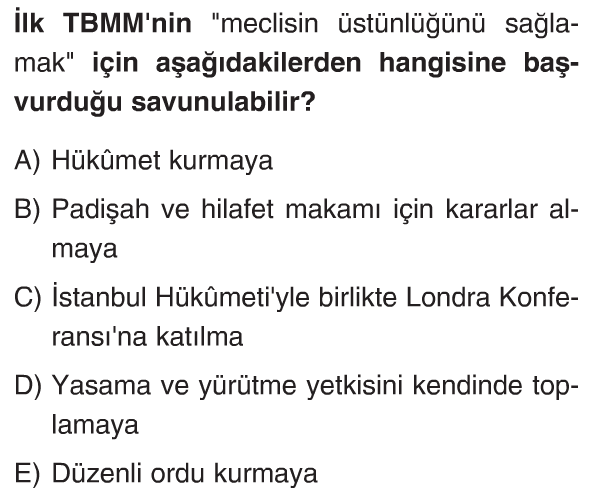 İlk TBMM'nin "meclisin üstünlüğünü sağla-
mak" için aşağıdakilerden hangisine baş-
vurduğu savunulabilir?
A) Hükûmet kurmaya
B) Padişah ve hilafet makamı için kararlar al-
maya
C) İstanbul Hükûmeti'yle birlikte Londra Konfe-
ransı'na katılma
D) Yasama ve yürütme yetkisini kendinde top-
lamaya
E) Düzenli ordu kurmaya